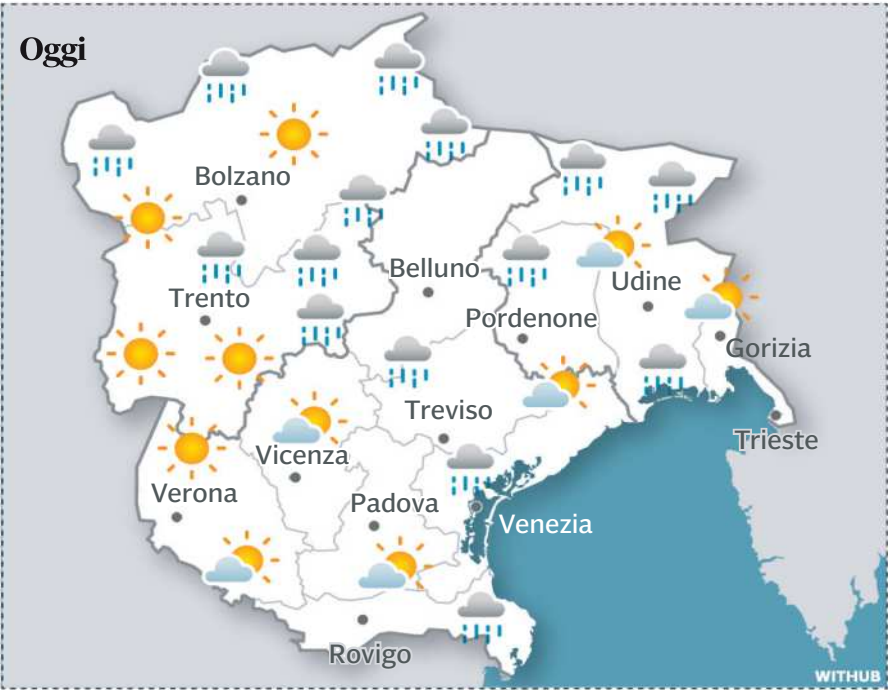 Oggi
Bolzano
Belluno
Trento
Udine
Pordenone
Gorizia
Treviso
Trieste
Vicenza
Verona
Padova
Venezia
Rovigo
WITHUB